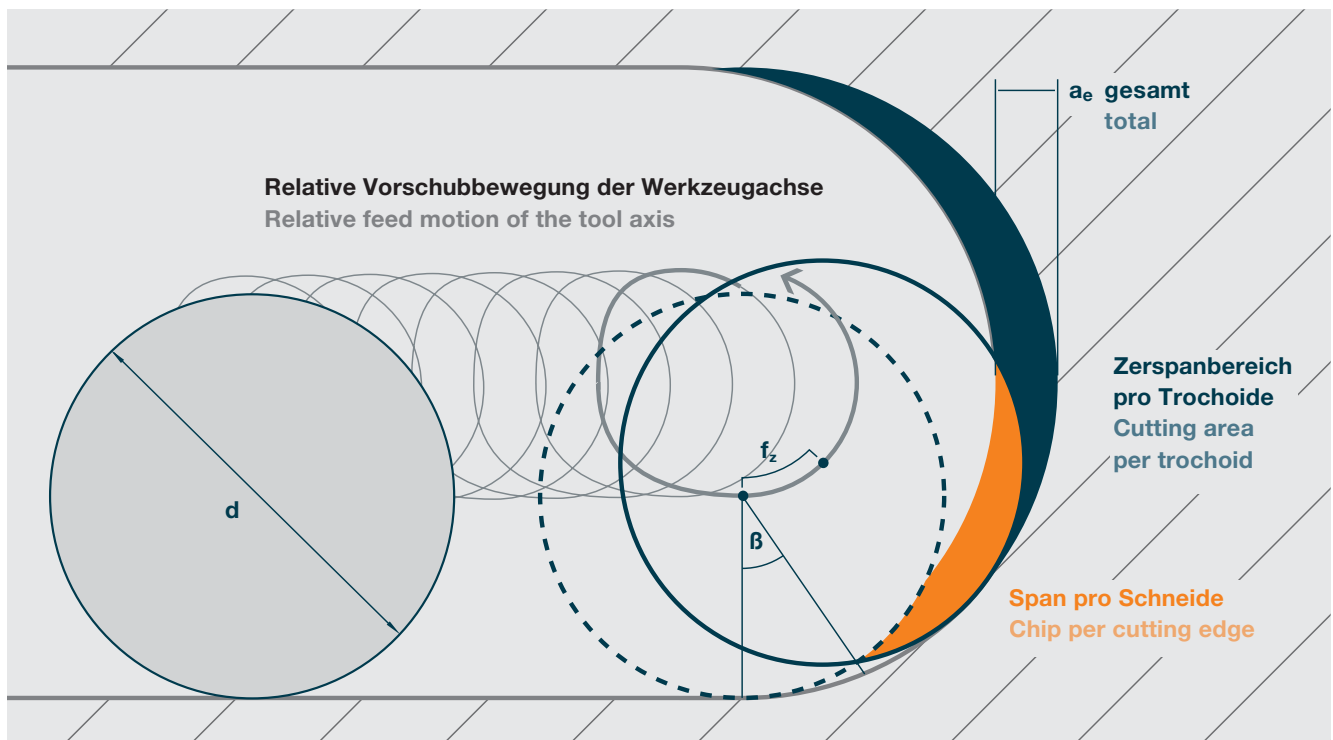 aₑ gesamt
total
Relative Vorschubbewegung der Werkzeugachse
Relative feed motion of the tool axis
Zerspanbereich
pro Trochoide
Cutting area
per trochoid
f_z
d
ß
Span pro Schneide
Chip per cutting edge